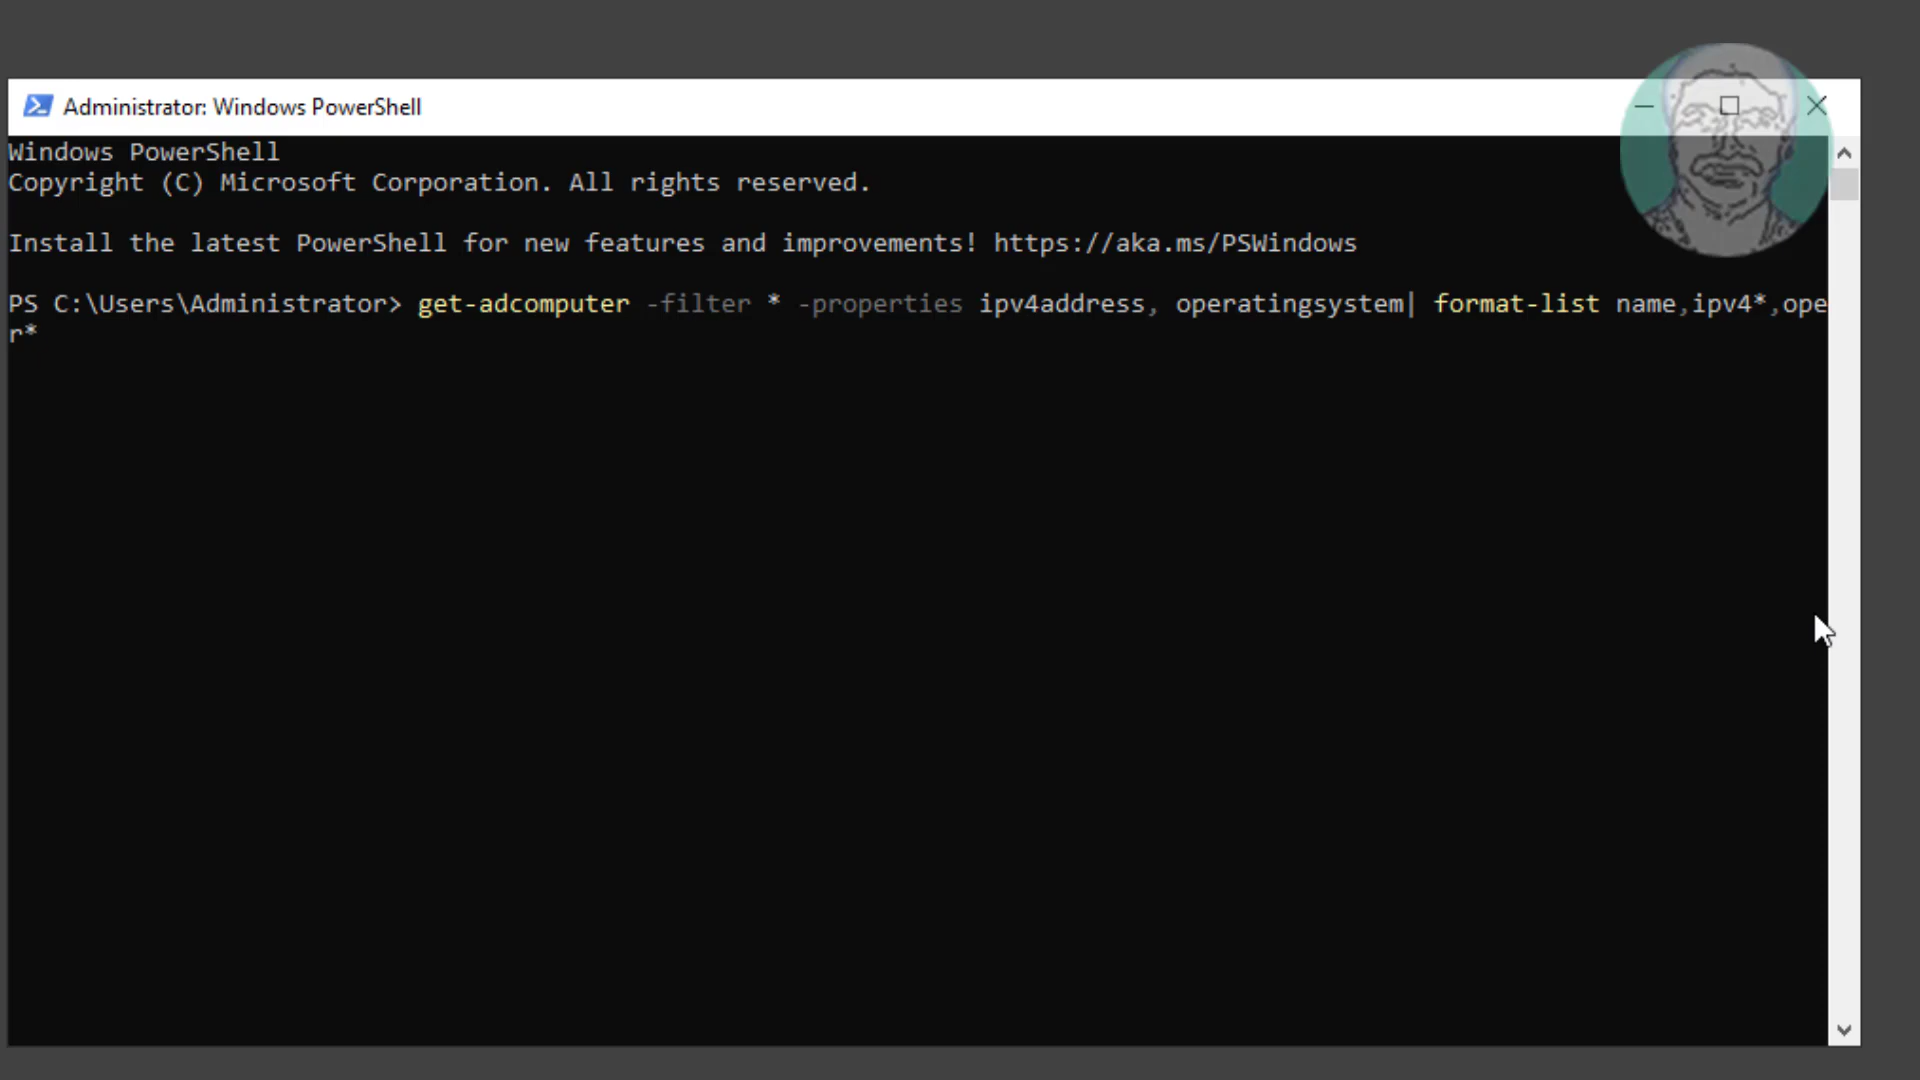 Administrator: Windows PowerShell
Windows PowerShell
Copyright (C) Microsoft Corporation. All rights reserved.
Install the latest PowerShell for new features and improvements! https://aka.ms/PSWindows
PS C:\Users\Administrator> get-adcomputer -filter * -properties ipv4address, operatingsystem| format-list name,ipv4*,ope
r*